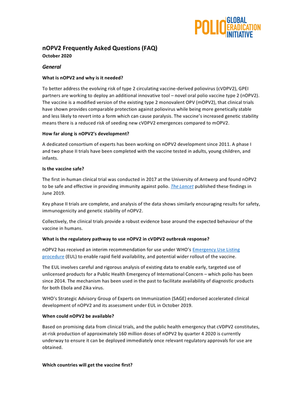 POLIO GLOBAL
ERADICATION
INITIATIVE
nOPV2 Frequently Asked Questions (FAQ)
October 2020
General
What is nOPV2 and why is it needed?
To better address the evolving risk of type 2 circulating vaccine-derived poliovirus (cVDPV2), GPEI
partners are working to deploy an additional innovative tool – novel oral polio vaccine type 2 (nOPV2).
The vaccine is a modified version of the existing type 2 monovalent OPV (mOPV2), that clinical trials
have shown provides comparable protection against poliovirus while being more genetically stable
and less likely to revert into a form which can cause paralysis. The vaccine's increased genetic stability
means there is a reduced risk of seeding new cVDPV2 emergences compared to mOPV2.
How far along is nOPV2's development?
A dedicated consortium of experts has been working on nOPV2 development since 2011. A phase I
and two phase II trials have been completed with the vaccine tested in adults, young children, and
infants.
Is the vaccine safe?
The first in-human clinical trial was conducted in 2017 at the University of Antwerp and found nOPV2
to be safe and effective in providing immunity against polio. The Lancet published these findings in
June 2019.
Key phase II trials are complete, and analysis of the data shows similarly encouraging results for safety,
immunogenicity and genetic stability of nOPV2.
Collectively, the clinical trials provide a robust evidence base around the expected behaviour of the
vaccine in humans.
What is the regulatory pathway to use nOPV2 in cVDPV2 outbreak response?
nOPV2 has received an interim recommendation for use under WHO's Emergency Use Listing
procedure (EUL) to enable rapid field availability, and potential wider rollout of the vaccine.
The EUL involves careful and rigorous analysis of existing data to enable early, targeted use of
unlicensed products for a Public Health Emergency of International Concern – which polio has been
since 2014. The mechanism has been used in the past to facilitate availability of diagnostic products
for both Ebola and Zika virus.
WHO's Strategic Advisory Group of Experts on Immunization (SAGE) endorsed accelerated clinical
development of nOPV2 and its assessment under EUL in October 2019.
When could nOPV2 be available?
Based on promising data from clinical trials, and the public health emergency that cVDPV2 constitutes,
at-risk production of approximately 160 million doses of nOPV2 by quarter 4 2020 is currently
underway to ensure it can be deployed immediately once relevant regulatory approvals for use are
obtained.
Which countries will get the vaccine first?